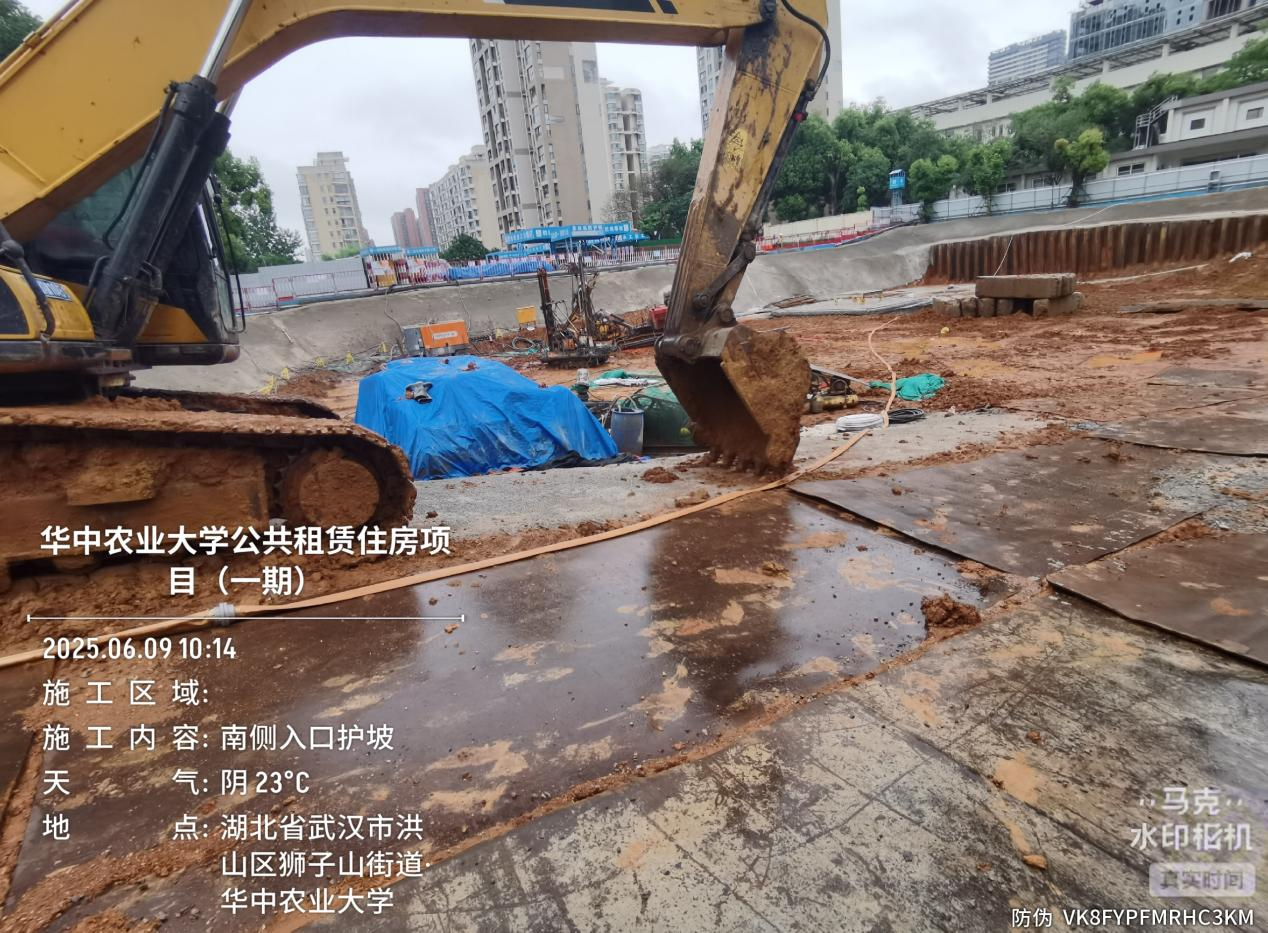 华中农业大学公共租赁住房项
目（一期）
2025.06.09 10:14
施工区域:
施工内容: 南侧入口护坡
天气: 阴 23°C
地点: 湖北省武汉市洪
山区狮子山街道·
华中农业大学
马克
水印相机
真实时间
防伪 VK8FYPFMRHC3KM